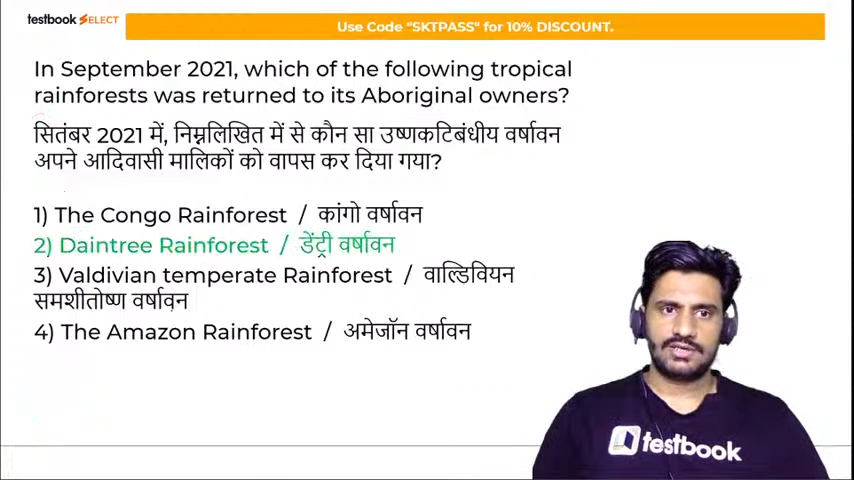 testbook SELECT
Use Code "SKTPASS" for 10% DISCOUNT.
In September 2021, which of the following tropical
rainforests was returned to its Aboriginal owners?
सितंबर 2021 में, निम्नलिखित में से कौन सा उष्णकटिबंधीय वर्षावन
अपने आदिवासी मालिकों को वापस कर दिया गया?
1) The Congo Rainforest / कांगो वर्षावन
2) Daintree Rainforest / डेंट्री वर्षावन
3) Valdivian temperate Rainforest / वाल्डिवियन
समशीतोष्ण वर्षावन
4) The Amazon Rainforest / अमेजॉन वर्षावन
testbook